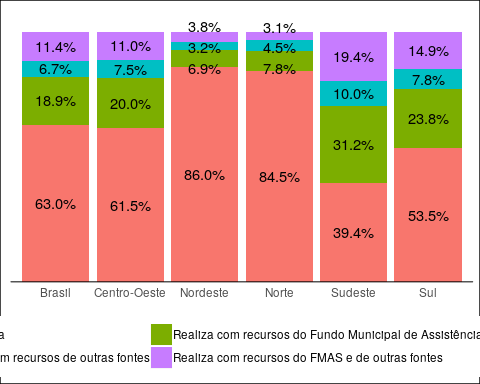 3.8% 3.1%
11.4% 11.0% 3.2% 4.5% 19.4% 14.9%
6.7% 7.5% 6.9% 7.8% 10.0% 7.8%
18.9% 20.0% 31.2% 23.8%
63.0% 61.5% 86.0% 84.5% 39.4% 53.5%
Brasil Centro-Oeste Nordeste Norte Sudeste Sul
a Realiza com recursos do Fundo Municipal de Assistência
m recursos de outras fontes Realiza com recursos do FMAS e de outras fontes